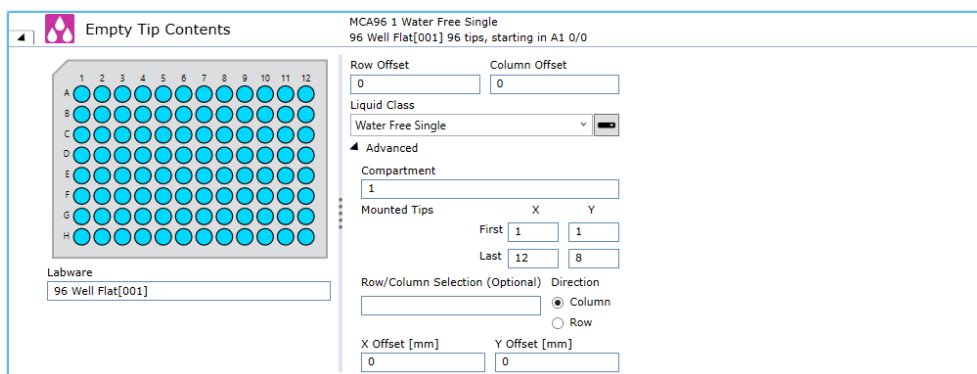 Empty Tip Contents
MCA96 1 Water Free Single
96 Well Flat[001] 96 tips, starting in A1 0/0
1 2 3 4 5 6 7 8 9 10 11 12
A
B
C
D
E
F
G
H
Labware
96 Well Flat[001]
Row Offset Column Offset
0 0
Liquid Class
Water Free Single
Advanced
Compartment
1
Mounted Tips X Y
First 1 1
Last 12 8
Row/Column Selection (Optional) Direction
Column
Row
X Offset [mm] Y Offset [mm]
0 0